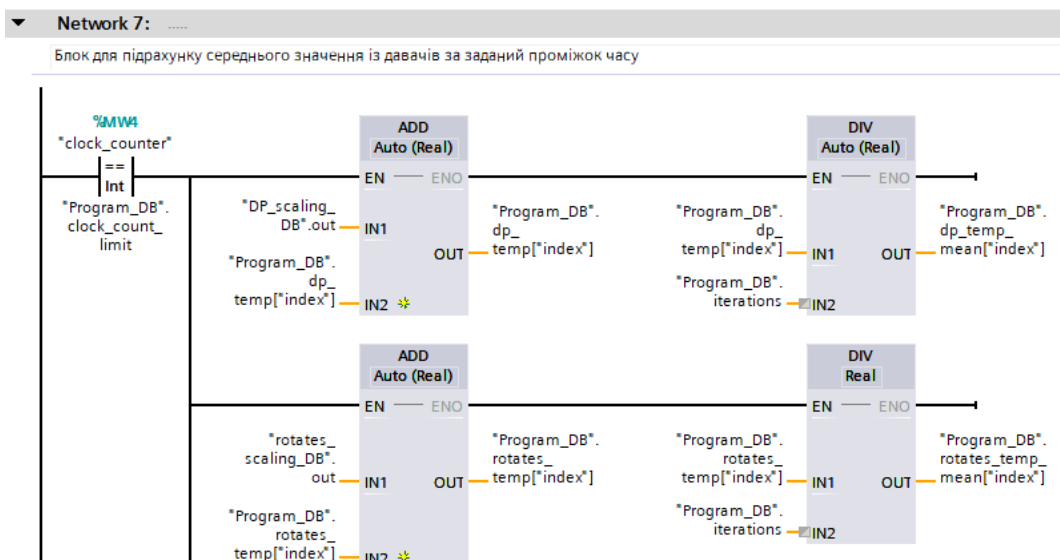 Network 7: .....
Блок для підрахунку середнього значення із давачів за заданий проміжок часу
%MW4
"clock_counter"
==
Int
"Program_DB".
clock_count_
limit
ADD
Auto (Real)
EN
ENO
"DP_scaling_
DB".out
IN1
"Program_DB".
dp_
temp["index"]
IN2
OUT
"Program_DB".
dp_
temp["index"]
DIV
Auto (Real)
EN
ENO
"Program_DB".
dp_
temp["index"]
IN1
"Program_DB".
iterations
IN2
OUT
"Program_DB".
dp_temp_
mean["index"]
ADD
Auto (Real)
EN
ENO
"rotates_
scaling_DB".
out
IN1
"Program_DB".
rotates_
temp["index"]
IN2
OUT
"Program_DB".
rotates_
temp["index"]
DIV
Real
EN
ENO
"Program_DB".
rotates_
temp["index"]
IN1
"Program_DB".
iterations
IN2
OUT
"Program_DB".
rotates_temp_
mean["index"]